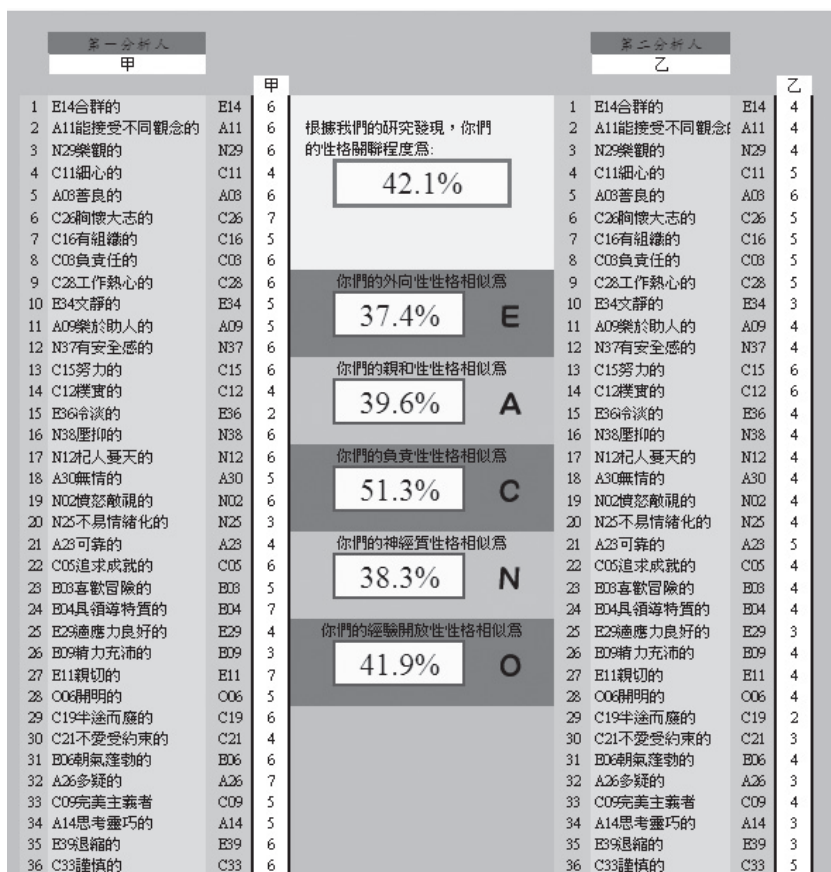 第一分析人
甲
甲
1 E14合群的 E14 6
2 A11能接受不同觀念的 A11 6
3 N29樂觀的 N29 6
4 C11細心的 C11 4
5 A03善良的 A03 6
6 C26胸懷大志的 C26 7
7 C16有組織的 C16 5
8 C03負責任的 C03 6
9 C28工作熱心的 C28 6
10 E34文靜的 E34 5
11 A09樂於助人的 A09 5
12 N37有安全感的 N37 6
13 C15努力的 C15 6
14 C12樸實的 C12 4
15 E36冷淡的 E36 2
16 N38壓抑的 N38 6
17 N12杞人憂天的 N12 6
18 A30無情的 A30 5
19 N02憤怒敵視的 N02 6
20 N25不易情緒化的 N25 3
21 A23可靠的 A23 4
22 C05追求成就的 C05 6
23 E03喜歡冒險的 E03 5
24 E04具領導特質的 E04 7
25 E29適應力良好的 E29 4
26 E09精力充沛的 E09 3
27 E11親切的 E11 7
28 O06開明的 O06 5
29 C19半途而廢的 C19 6
30 C21不愛受約束的 C21 4
31 E06朝氣蓬勃的 E06 6
32 A26多疑的 A26 7
33 C09完美主義者 C09 5
34 A14思考靈巧的 A14 5
35 E39退縮的 E39 6
36 C33謹慎的 C33 6
根據我們的研究發現，你們
的性格關聯程度為:
42.1%
你們的外向性性格相似為
37.4% E
你們的親和性性格相似為
39.6% A
你們的負責性性格相似為
51.3% C
你們的神經質性格相似為
38.3% N
你們的經驗開放性性格相似為
41.9% O
第二分析人
乙
乙
1 E14合群的 E14 4
2 A11能接受不同觀念 A11 4
3 N29樂觀的 N29 4
4 C11細心的 C11 5
5 A03善良的 A03 6
6 C26胸懷大志的 C26 5
7 C16有組織的 C16 5
8 C03負責任的 C03 5
9 C28工作熱心的 C28 5
10 E34文靜的 E34 3
11 A09樂於助人的 A09 4
12 N37有安全感的 N37 4
13 C15努力的 C15 6
14 C12樸實的 C12 6
15 E36冷淡的 E36 4
16 N38壓抑的 N38 4
17 N12杞人憂天的 N12 4
18 A30無情的 A30 4
19 N02憤怒敵視的 N02 4
20 N25不易情緒化的 N25 4
21 A23可靠的 A23 5
22 C05追求成就的 C05 4
23 E03喜歡冒險的 E03 4
24 E04具領導特質的 E04 4
25 E29適應力良好的 E29 3
26 E09精力充沛的 E09 4
27 E11親切的 E11 4
28 O06開明的 O06 4
29 C19半途而廢的 C19 2
30 C21不愛受約束的 C21 3
31 E06朝氣蓬勃的 E06 4
32 A26多疑的 A26 3
33 C09完美主義者 C09 4
34 A14思考靈巧的 A14 3
35 E39退縮的 E39 3
36 C33謹慎的 C33 5